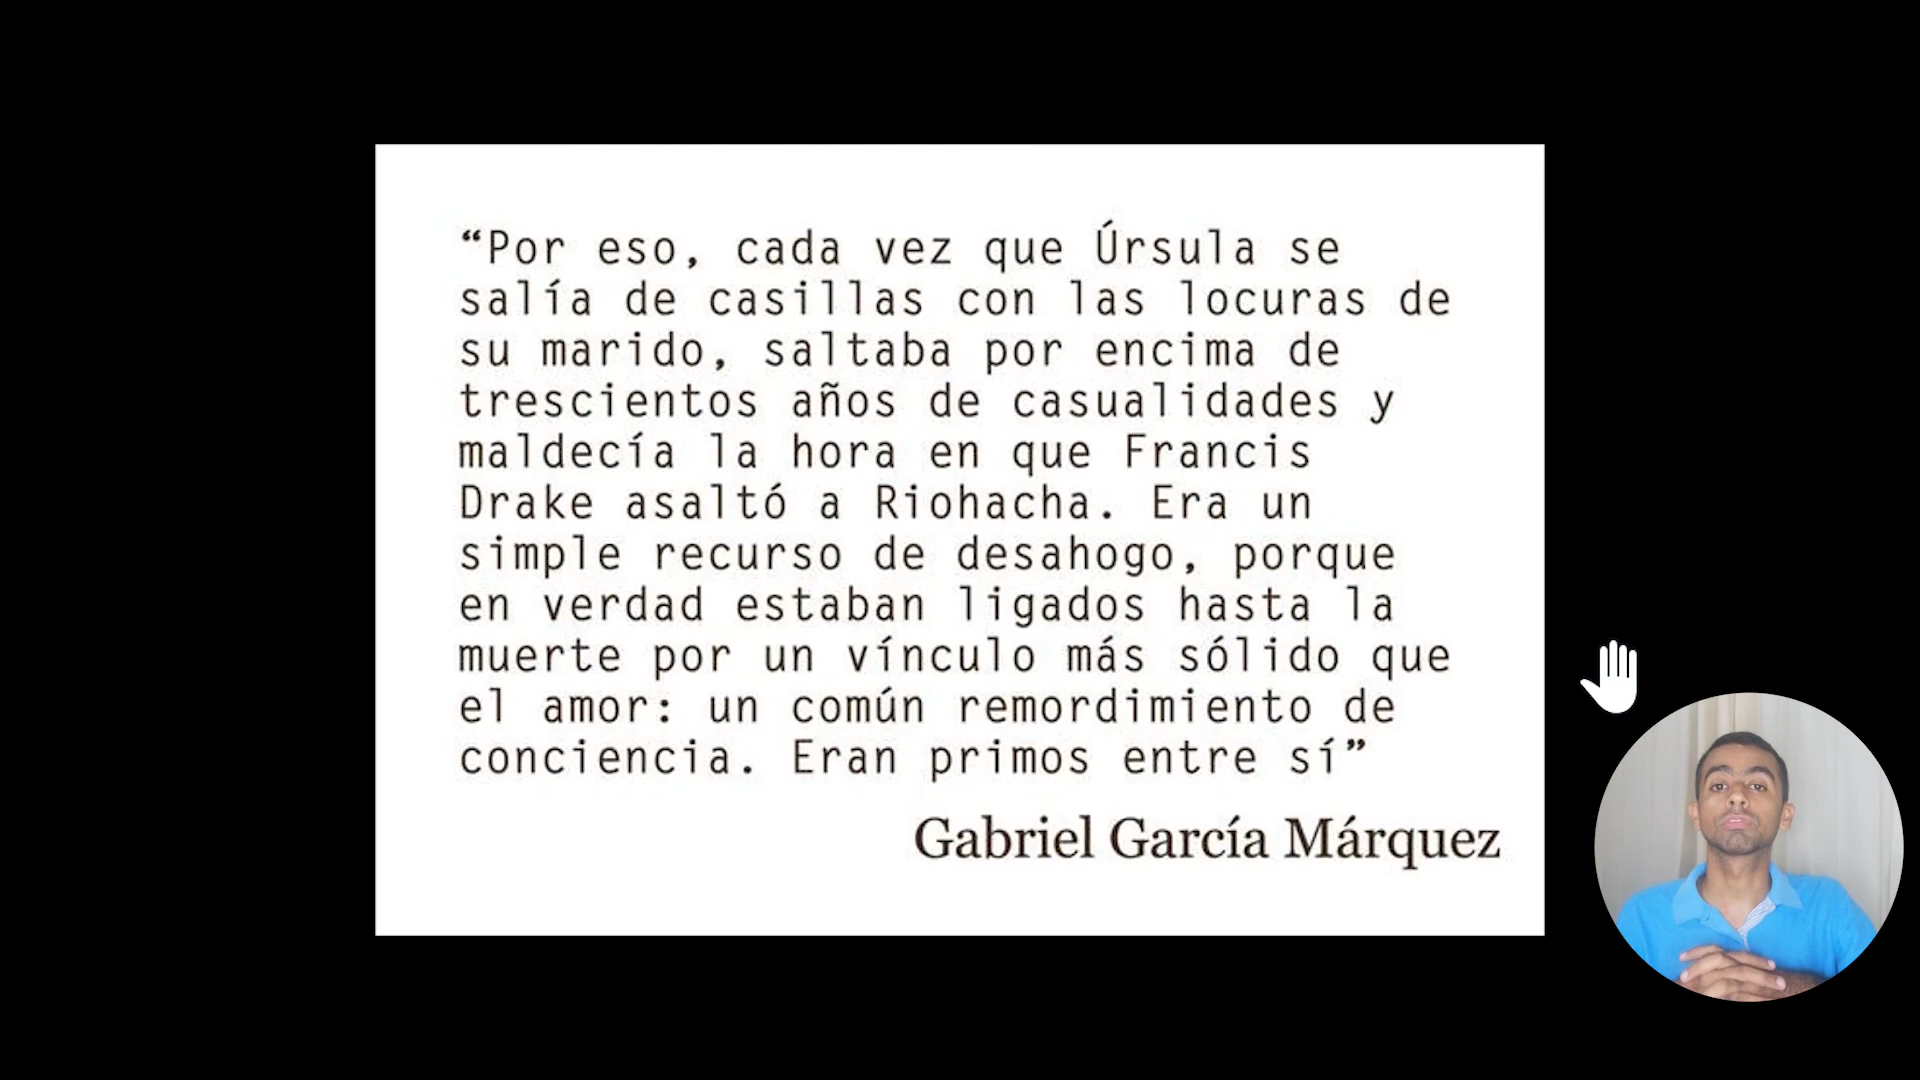 “Por eso, cada vez que Úrsula se
salía de casillas con las locuras de
su marido, saltaba por encima de
trescientos años de casualidades y
maldecía la hora en que Francis
Drake asaltó a Riohacha. Era un
simple recurso de desahogo, porque
en verdad estaban ligados hasta la
muerte por un vínculo más sólido que
el amor: un común remordimiento de
conciencia. Eran primos entre sí”
Gabriel García Márquez